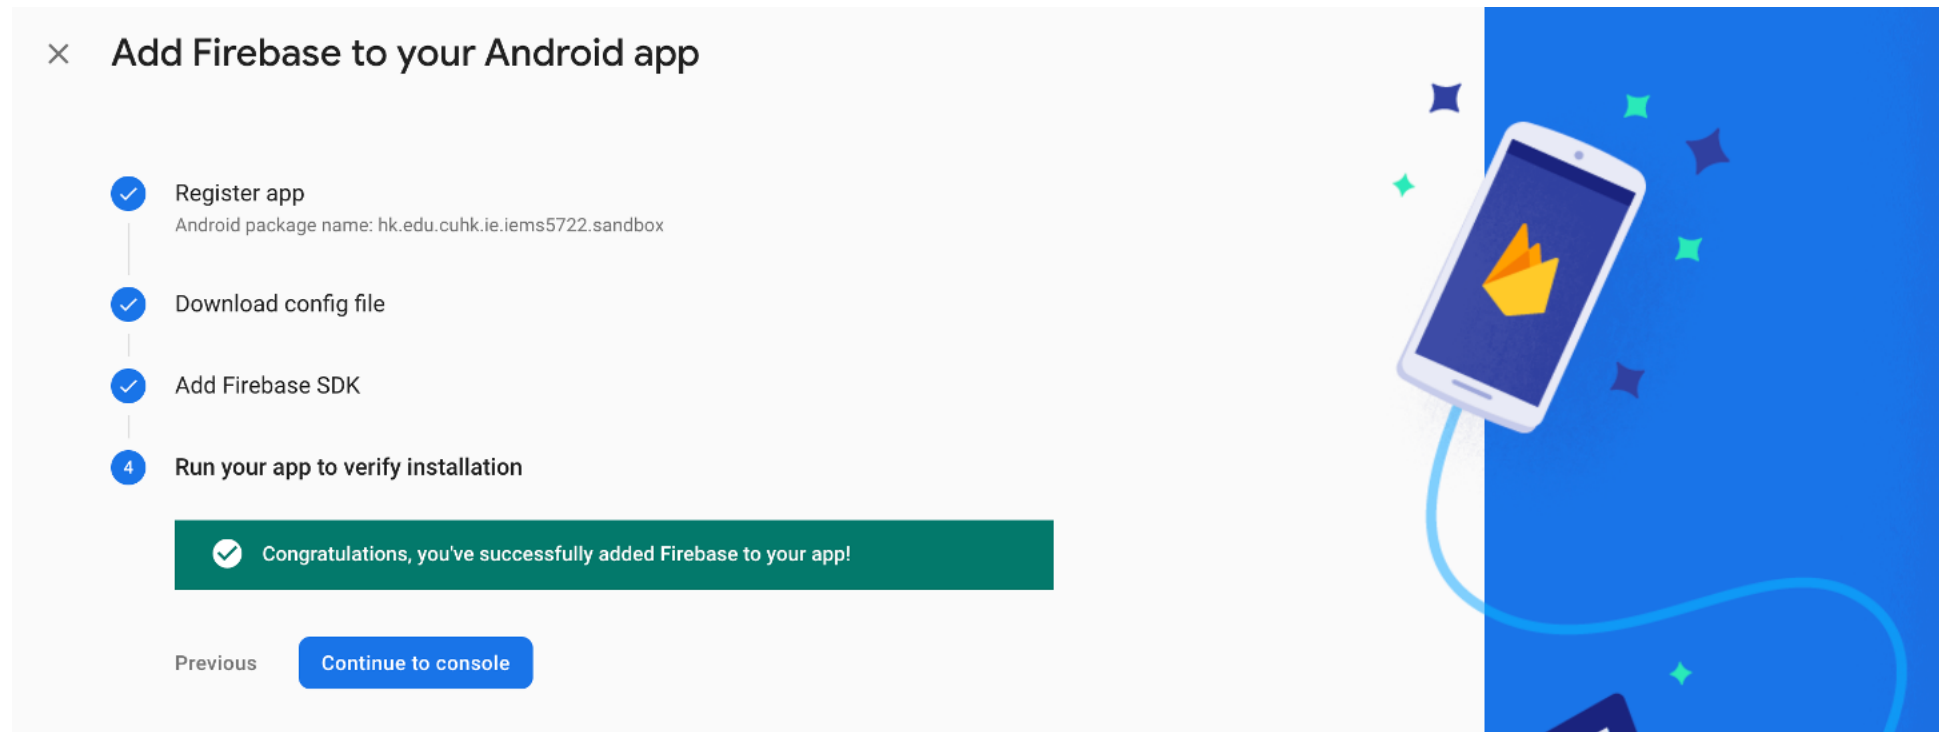 Add Firebase to your Android app
Register app
Android package name: hk.edu.cuhk.ie.iems5722.sandbox
Download config file
Add Firebase SDK
4 Run your app to verify installation
Congratulations, you've successfully added Firebase to your app!
Previous Continue to console